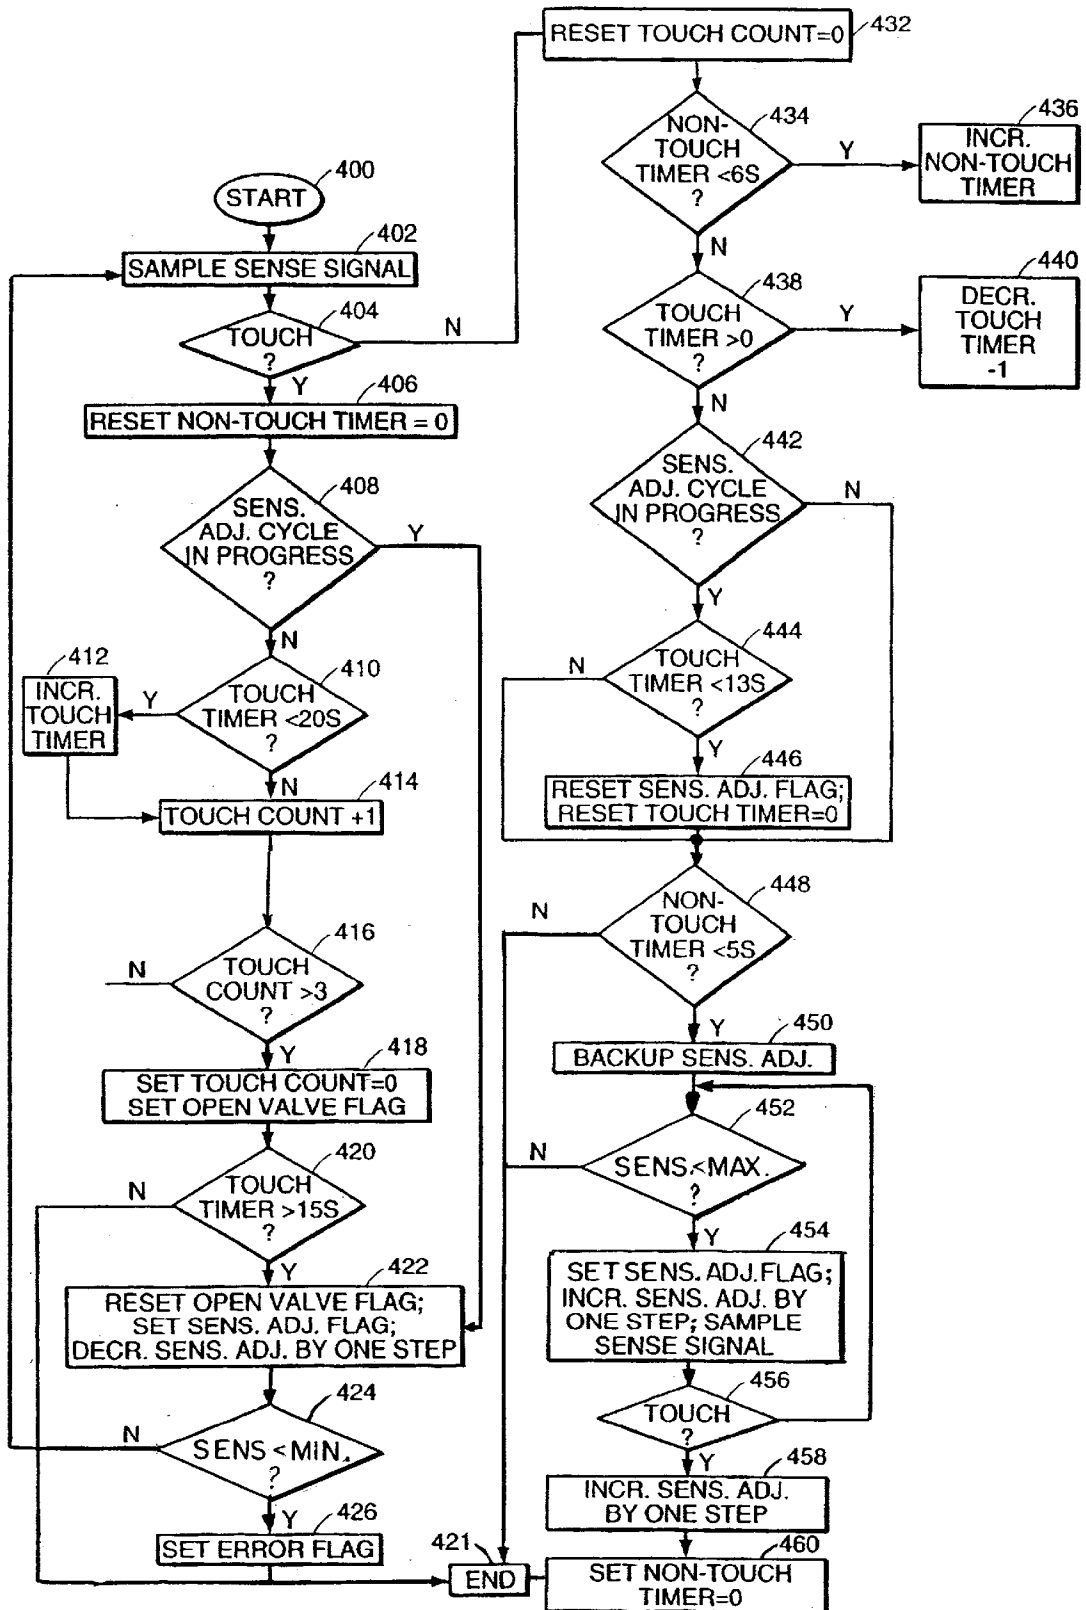 400
START
402
SAMPLE SENSE SIGNAL
404
TOUCH
?
N
Y
406
RESET NON-TOUCH TIMER = 0
408
SENS.
ADJ. CYCLE
IN PROGRESS
?
Y
N
410
TOUCH
TIMER <20S
?
Y
N
412
INCR.
TOUCH
TIMER
414
TOUCH COUNT +1
416
TOUCH
COUNT >3
?
N
Y
418
SET TOUCH COUNT=0
SET OPEN VALVE FLAG
420
TOUCH
TIMER >15S
?
N
Y
422
RESET OPEN VALVE FLAG;
SET SENS. ADJ. FLAG;
DECR. SENS. ADJ. BY ONE STEP
424
SENS <MIN.
?
N
Y
426
SET ERROR FLAG
421
END
432
RESET TOUCH COUNT=0
434
NON-
TOUCH
TIMER <6S
?
Y
N
436
INCR.
NON-TOUCH
TIMER
438
TOUCH
TIMER >0
?
Y
N
440
DECR.
TOUCH
TIMER
-1
442
SENS.
ADJ. CYCLE
IN PROGRESS
?
N
Y
444
TOUCH
TIMER <13S
?
N
Y
446
RESET SENS. ADJ. FLAG;
RESET TOUCH TIMER=0
448
NON-
TOUCH
TIMER <5S
?
N
Y
450
BACKUP SENS. ADJ.
452
SENS.<MAX.
?
N
Y
454
SET SENS. ADJ.FLAG;
INCR. SENS. ADJ. BY
ONE STEP; SAMPLE
SENSE SIGNAL
456
TOUCH
?
Y
458
INCR. SENS. ADJ.
BY ONE STEP
460
SET NON-TOUCH
TIMER=0